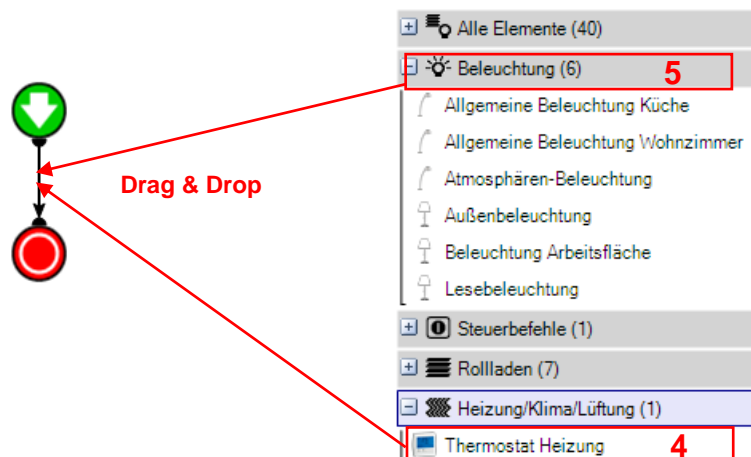 Alle Elemente (40)
Beleuchtung (6) 5
Allgemeine Beleuchtung Küche
Allgemeine Beleuchtung Wohnzimmer
Drag & Drop
Atmosphären-Beleuchtung
Außenbeleuchtung
Beleuchtung Arbeitsfläche
Lesebeleuchtung
Steuerbefehle (1)
Rollladen (7)
Heizung/Klima/Lüftung (1)
Thermostat Heizung 4